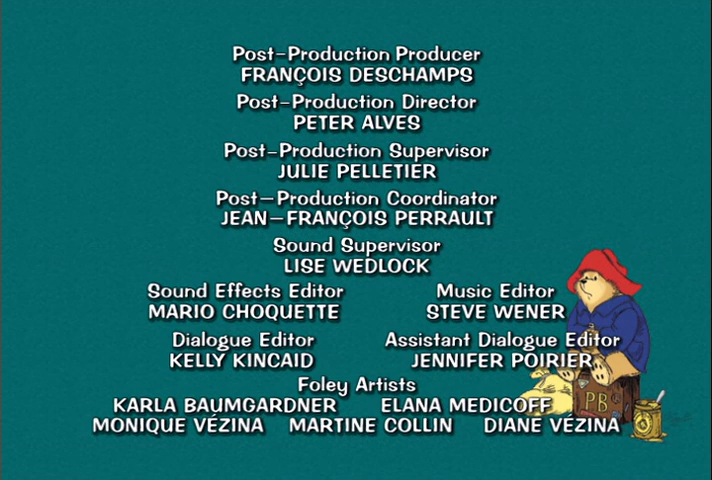 Post-Production Producer
FRANÇOIS DESCHAMPS
Post-Production Director
PETER ALVES
Post-Production Supervisor
JULIE PELLETIER
Post-Production Coordinator
JEAN-FRANÇOIS PERRAULT
Sound Supervisor
LISE WEDLOCK
Sound Effects Editor Music Editor
MARIO CHOQUETTE STEVE WENER
Dialogue Editor Assistant Dialogue Editor
KELLY KINCAID JENNIFER POIRIER
Foley Artists
KARLA BAUMGARDNER ELANA MEDICOFF
PB
MONIQUE VÉZINA MARTINE COLLIN DIANE VÉZINA